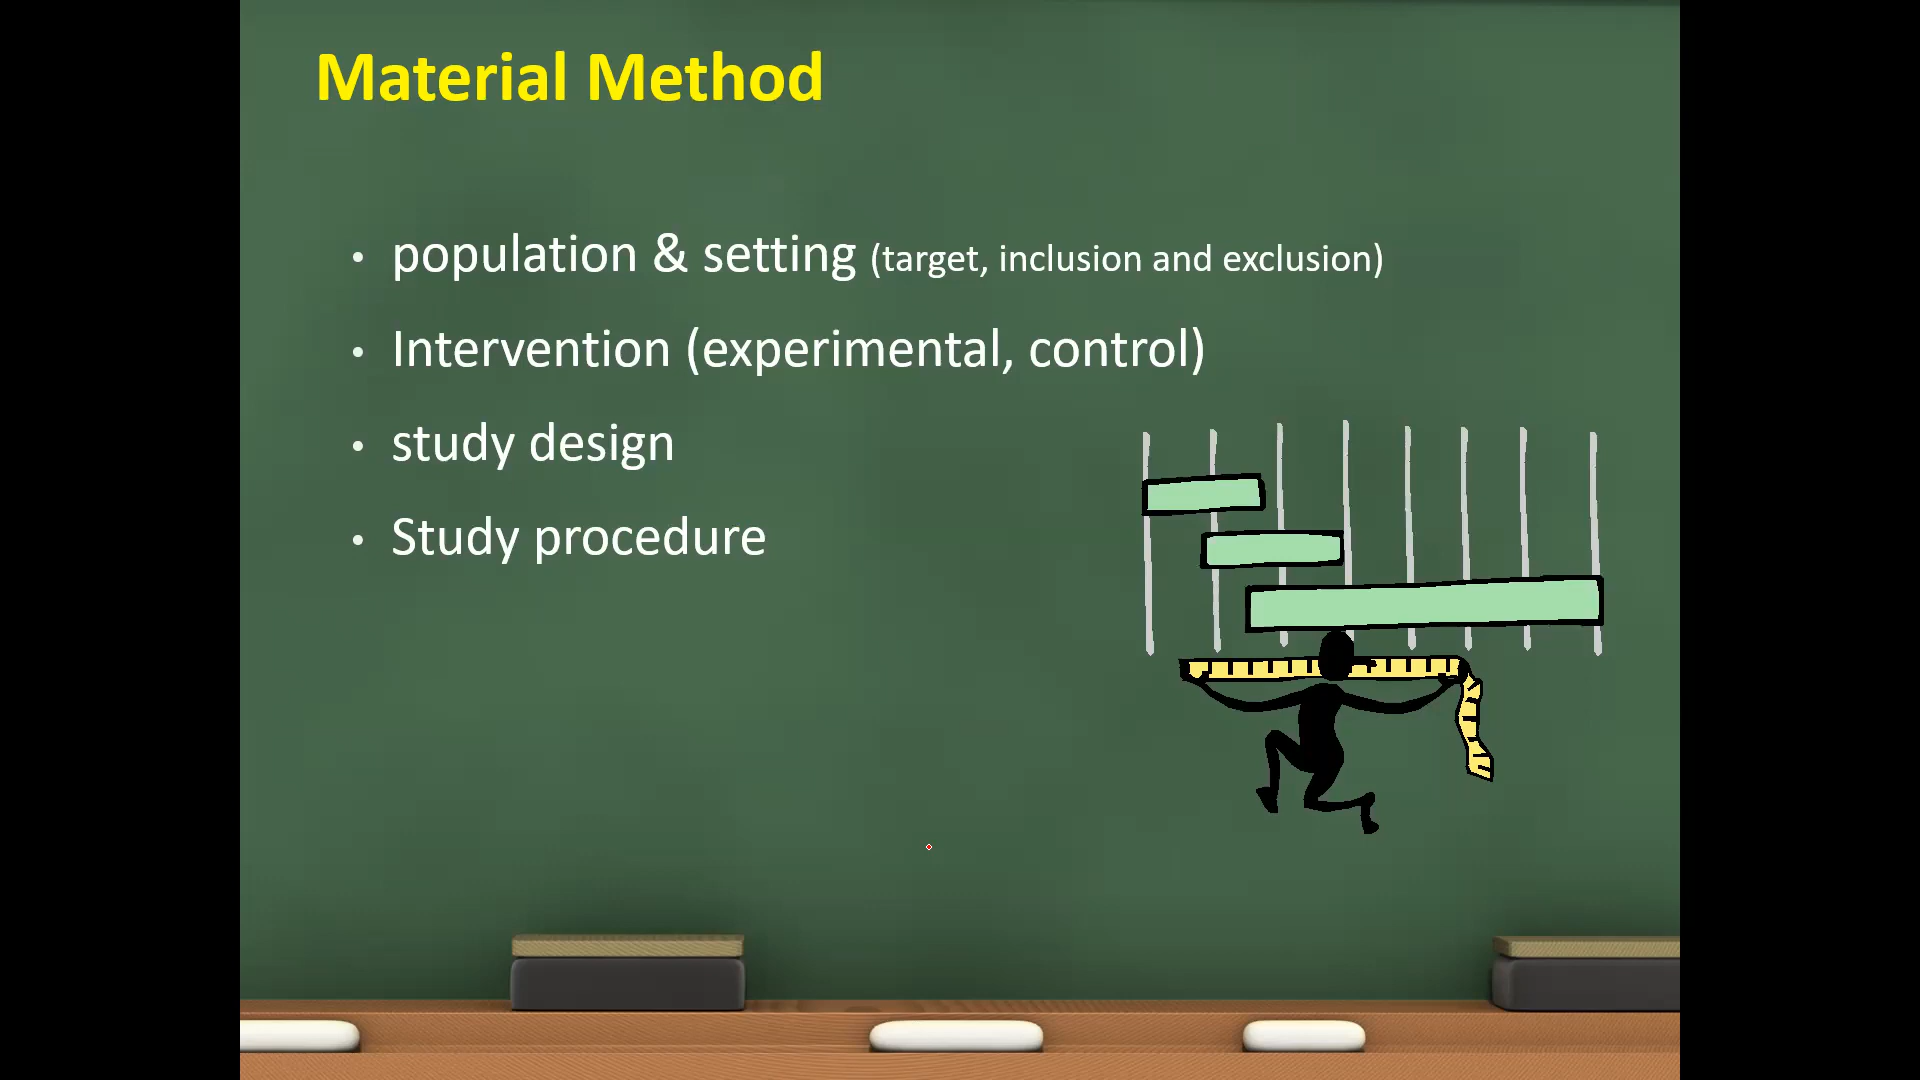 Material Method
• population & setting (target, inclusion and exclusion)
• Intervention (experimental, control)
• study design
• Study procedure